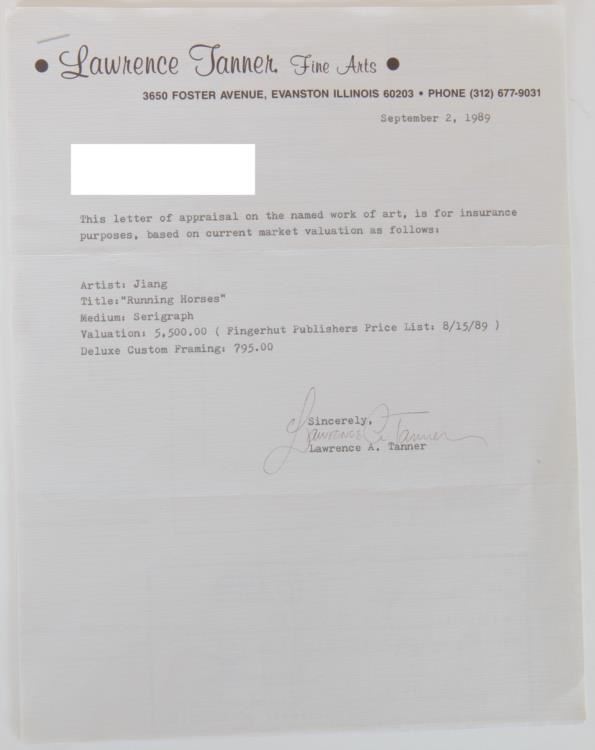 • Lawrence Tanner. Fine Arts •
3650 FOSTER AVENUE, EVANSTON ILLINOIS 60203 • PHONE (312) 677-9031
September 2, 1989
This letter of appraisal on the named work of art, is for insurance
purposes, based on current market valuation as follows:
Artist: Jiang
Title:"Running Horses"
Medium: Serigraph
Valuation: 5,500.00 ( Fingerhut Publishers Price List: 8/15/89 )
Deluxe Custom Framing: 795.00
Sincerely,
Lawrence A. Tanner
Lawrence A. Tanner